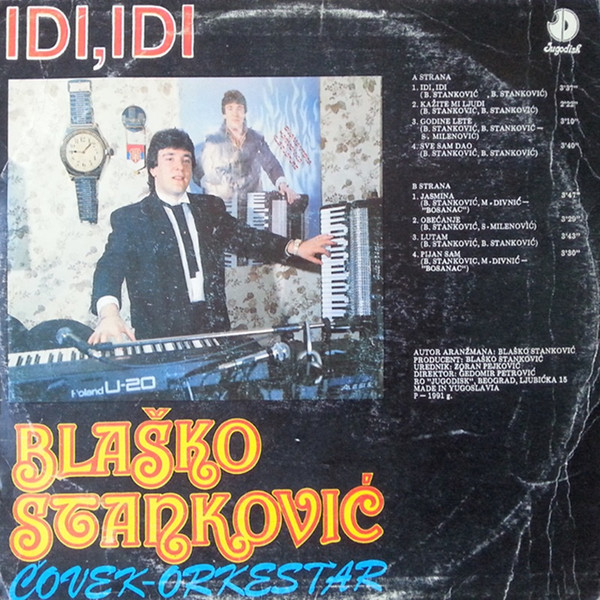 IDI, IDI
Jugodisk
A STRANA
1. IDI, IDI 3'37"
(B. STANKOVIĆ , B. STANKOVIĆ)
2. KAŽITE MI LJUDI 2'22"
(B. STANKOVIĆ, B. STANKOVIĆ)
3. GODINE LETE 3'10"
(B. STANKOVIĆ, B. STANKOVIĆ—
S. MILENOVIĆ)
4. SVE SAM DAO 3'40"
(B. STANKOVIĆ, B. STANKOVIĆ)
B STRANA
1. JASMINA 3'47"
(B. STANKOVIĆ, M. DIVNIĆ—
"BOSANAC")
2. OBEĆANJE 3'29"
(B. STANKOVIĆ, S. MILENOVIĆ)
3. LUTAM 3'43"
(B. STANKOVIĆ, B. STANKOVIĆ)
4. PIJAN SAM 3'30"
(B. STANKOVIC, M. DIVNIĆ—
"BOSANAC")
AUTOR ARANŽMANA: BLAŠKO STANKOVIĆ
PRODUCENT: BLAŠKO STANKOVIĆ
UREDNIK: ZORAN PEJKOVIĆ
DIREKTOR: ČEDOMIR PETROVIĆ
RO "JUGODISK", BEOGRAD, LJUBIČKA 15
MADE IN YUGOSLAVIA
P — 1991 g.
Roland U-20
BLAŠKO
STANKOVIĆ
ČOVEK-ORKESTAR